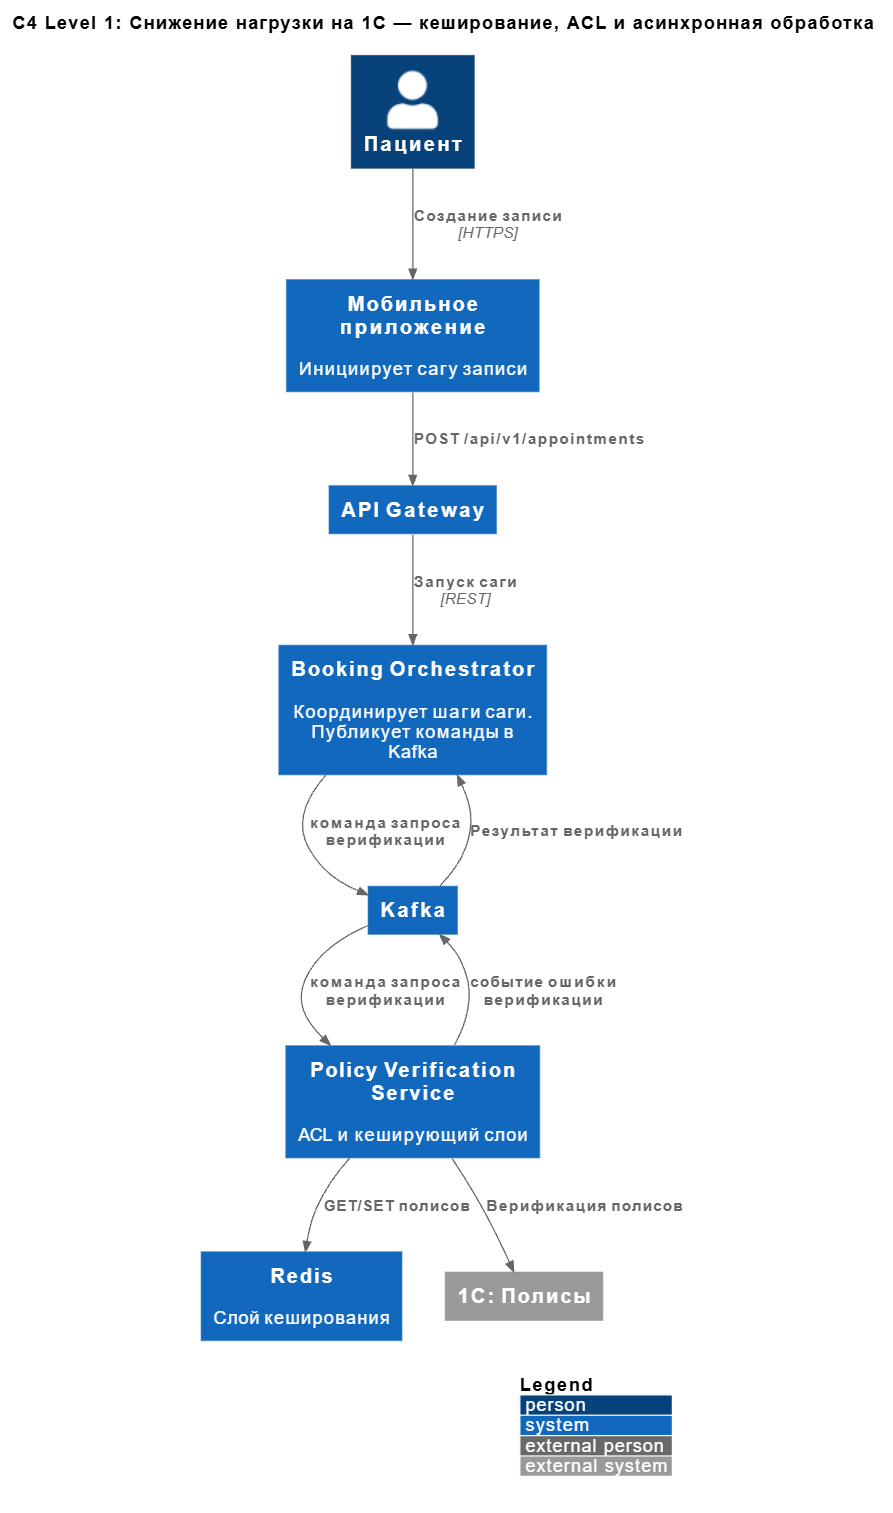 C4 Level 1: Снижение нагрузки на 1С — кеширование, ACL и асинхронная обработка
Пациент
Создание записи
[HTTPS]
Мобильное
приложение
Инициирует сагу записи
POST /api/v1/appointments
API Gateway
Запуск саги
[REST]
Booking Orchestrator
Координирует шаги саги.
Публикует команды в
Kafka
команда запроса
верификации
Результат верификации
Kafka
команда запроса
верификации
событие ошибки
верификации
Policy Verification
Service
ACL и кеширующий слои
GET/SET полисов
Верификация полисов
Redis
Слой кеширования
1С: Полисы
Legend
person
system
external person
external system